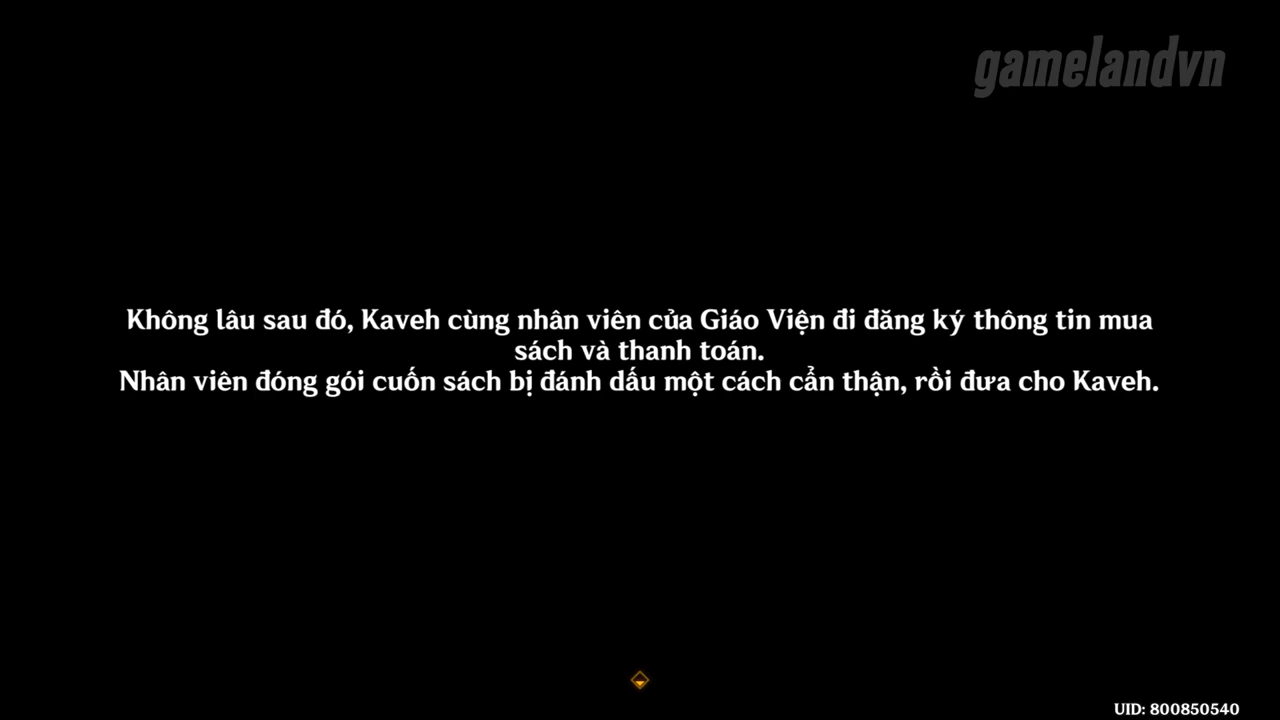 gamelandvn
Không lâu sau đó, Kaveh cùng nhân viên của Giáo Viện đi đăng ký thông tin mua
sách và thanh toán.
Nhân viên đóng gói cuốn sách bị đánh dấu một cách cẩn thận, rồi đưa cho Kaveh.
UID: 800850540